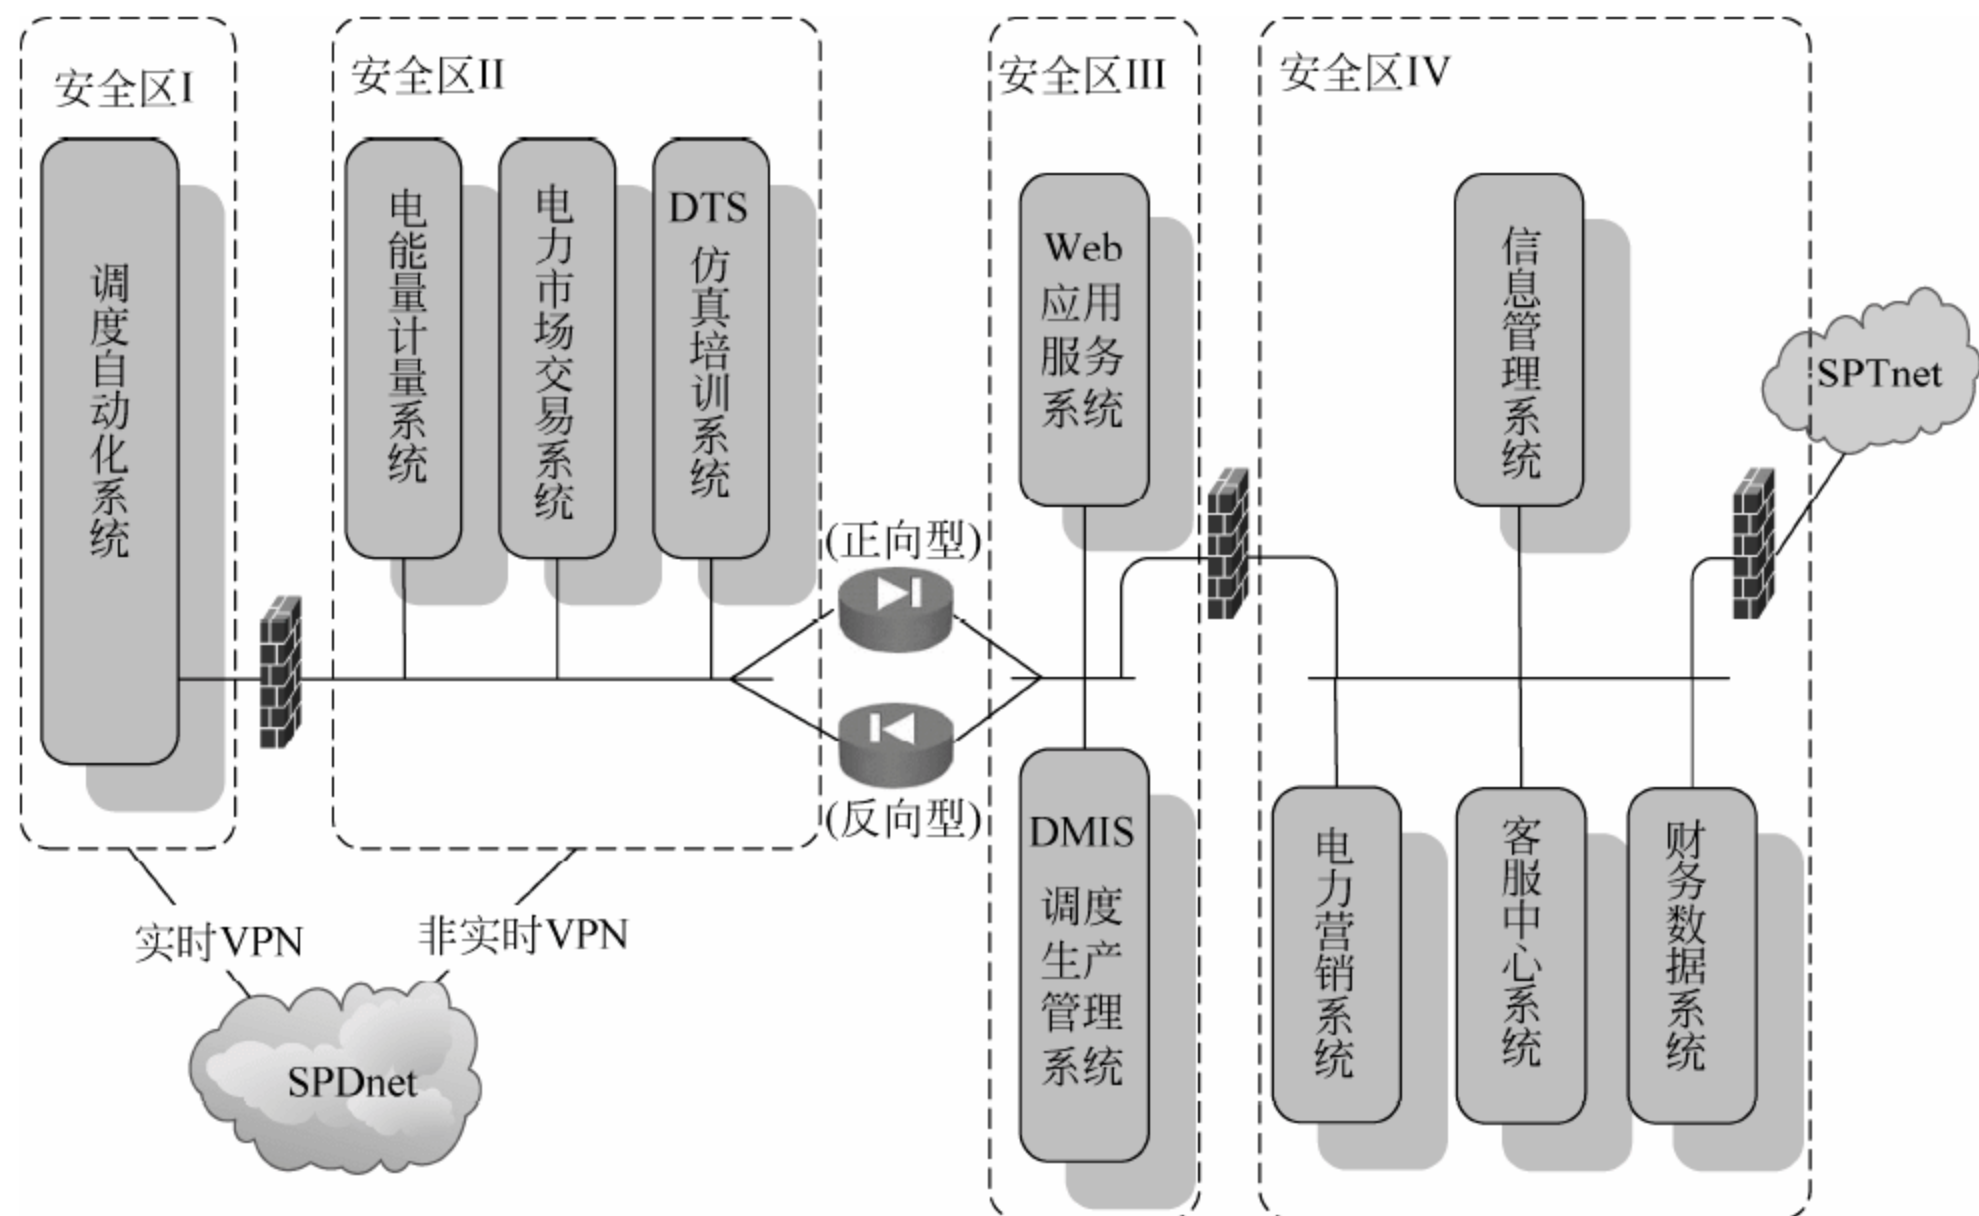 安全区I
安全区II
安全区III
安全区IV
调度自动化系统
电能量计量系统
电力市场交易系统
DTS
仿真培训系统
(正向型)
(反向型)
Web
应用
服务
系统
DMIS
调度
生产
管理
系统
信息管理系统
SPTnet
电力营销系统
客服中心系统
财务数据系统
实时VPN
非实时VPN
SPDnet